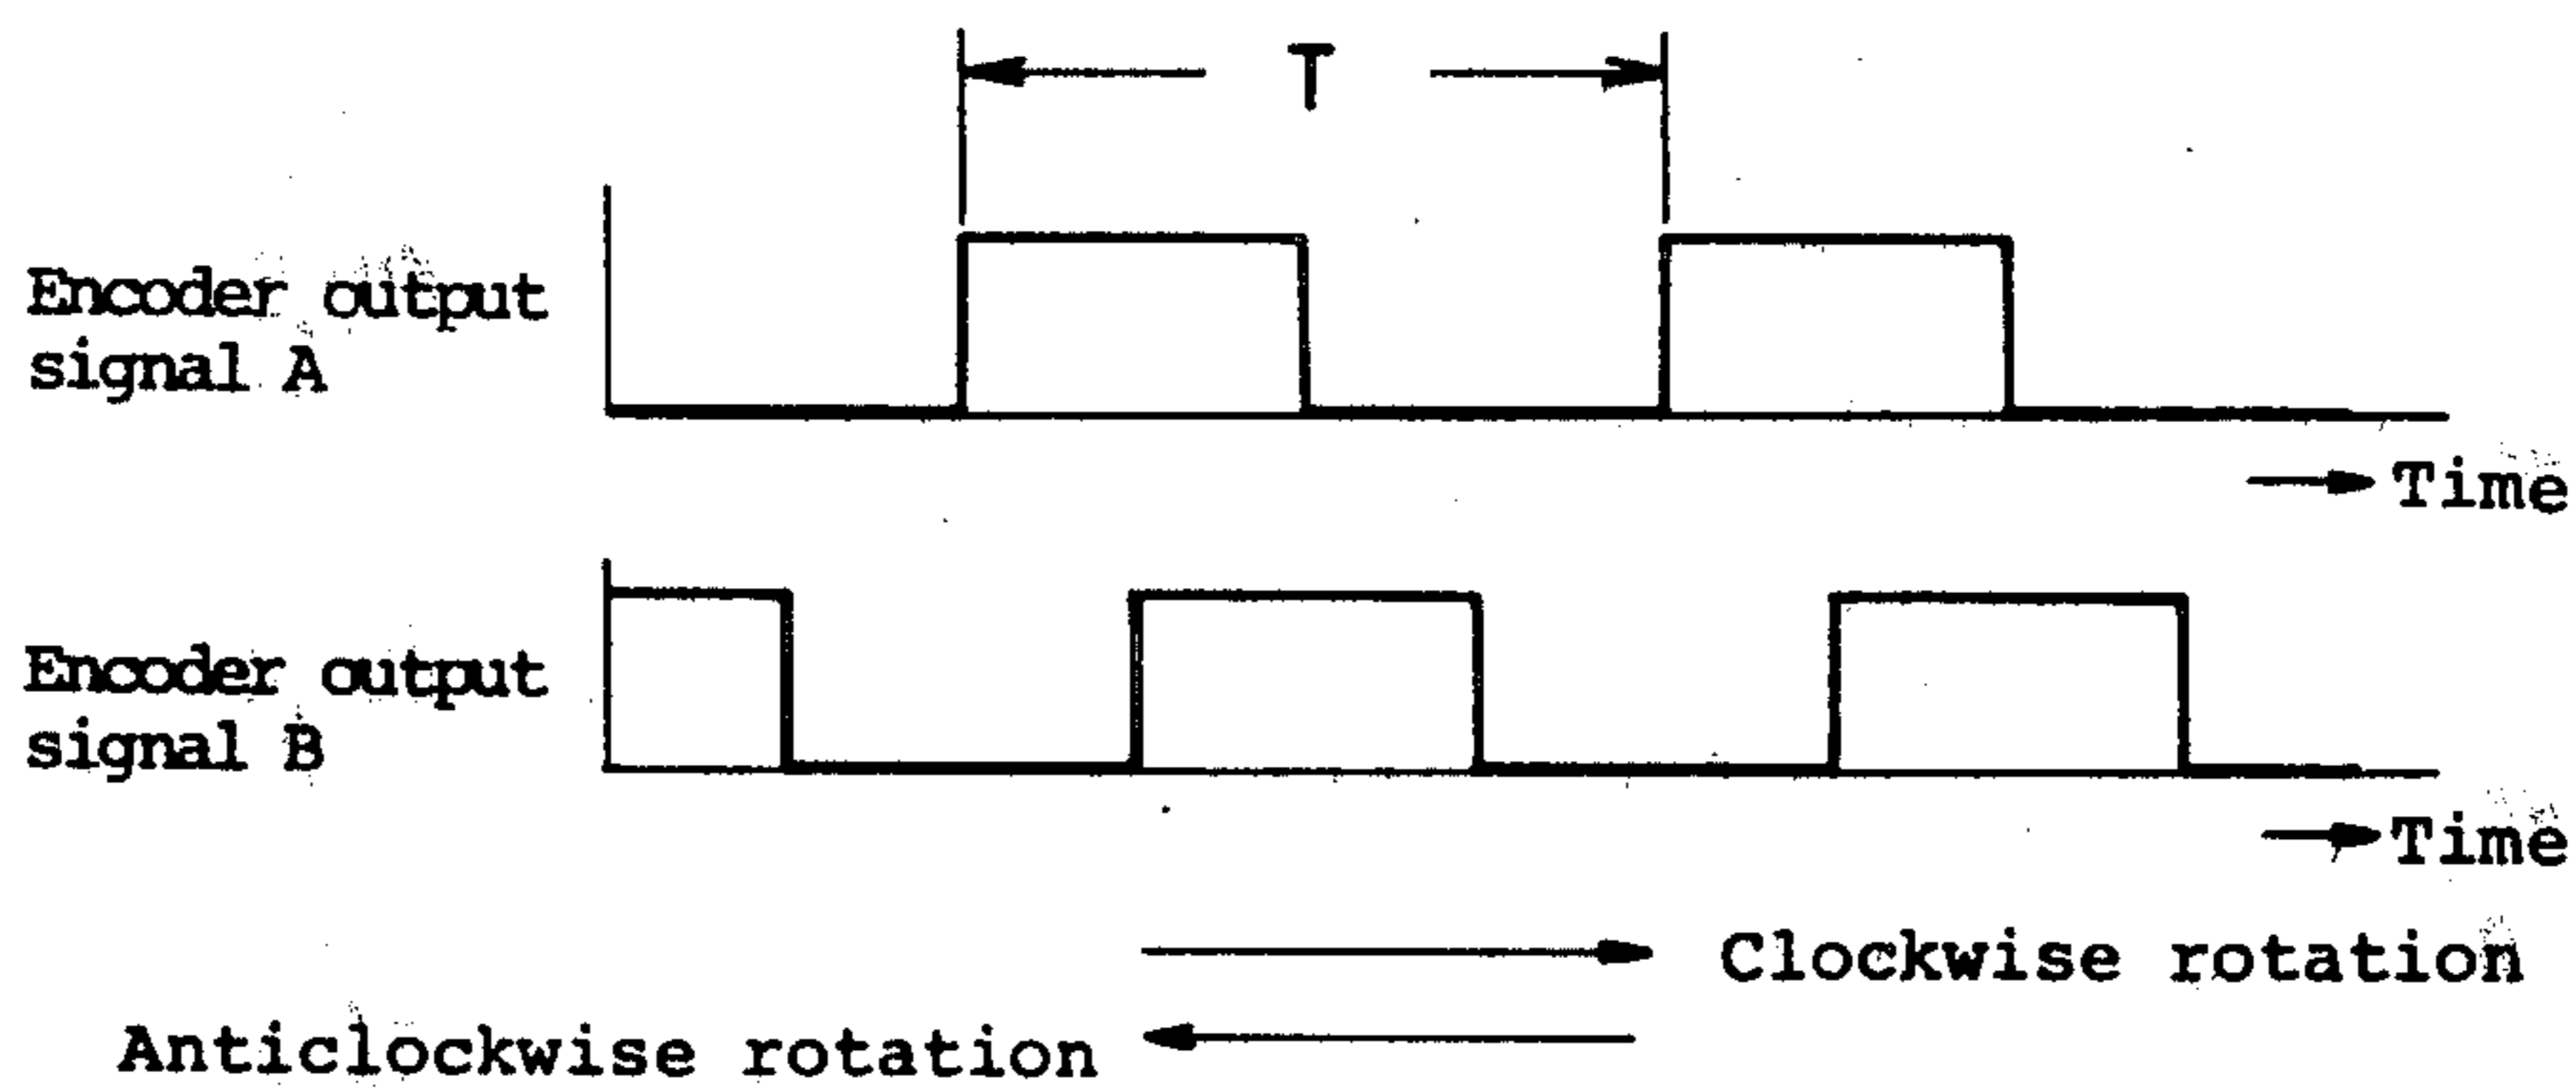 T
Encoder output
signal A
Time
Encoder output
signal B
Time
Clockwise rotation
Anticlockwise rotation